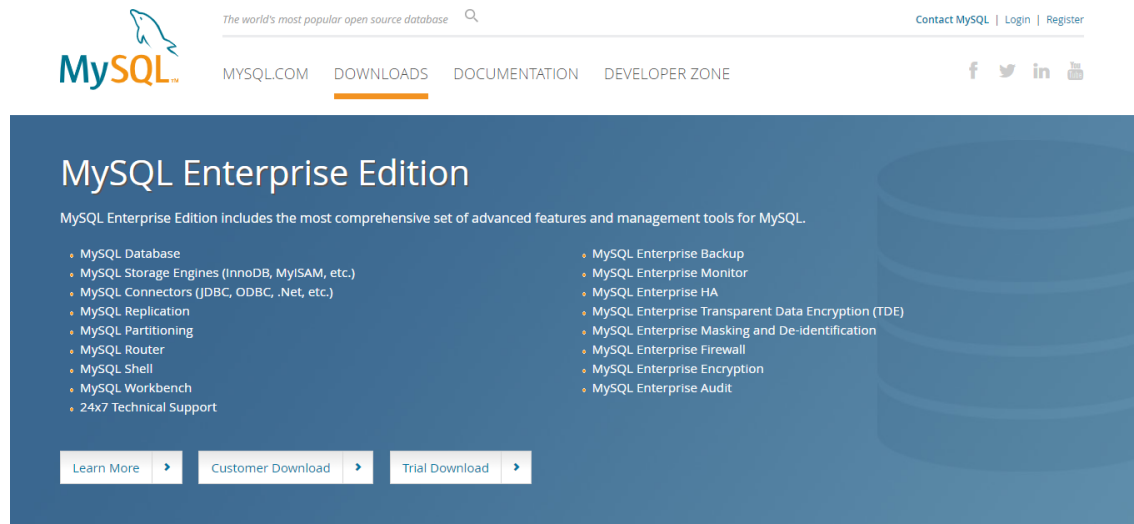 The world's most popular open source database
Contact MySQL | Login | Register
MySQL™
MYSQL.COM DOWNLOADS DOCUMENTATION DEVELOPER ZONE
f in You Tube
MySQL Enterprise Edition
MySQL Enterprise Edition includes the most comprehensive set of advanced features and management tools for MySQL.
MySQL Database
MySQL Storage Engines (InnoDB, MyISAM, etc.)
MySQL Connectors (JDBC, ODBC, .Net, etc.)
MySQL Replication
MySQL Partitioning
MySQL Router
MySQL Shell
MySQL Workbench
24x7 Technical Support
MySQL Enterprise Backup
MySQL Enterprise Monitor
MySQL Enterprise HA
MySQL Enterprise Transparent Data Encryption (TDE)
MySQL Enterprise Masking and De-identification
MySQL Enterprise Firewall
MySQL Enterprise Encryption
MySQL Enterprise Audit
Learn More
Customer Download
Trial Download